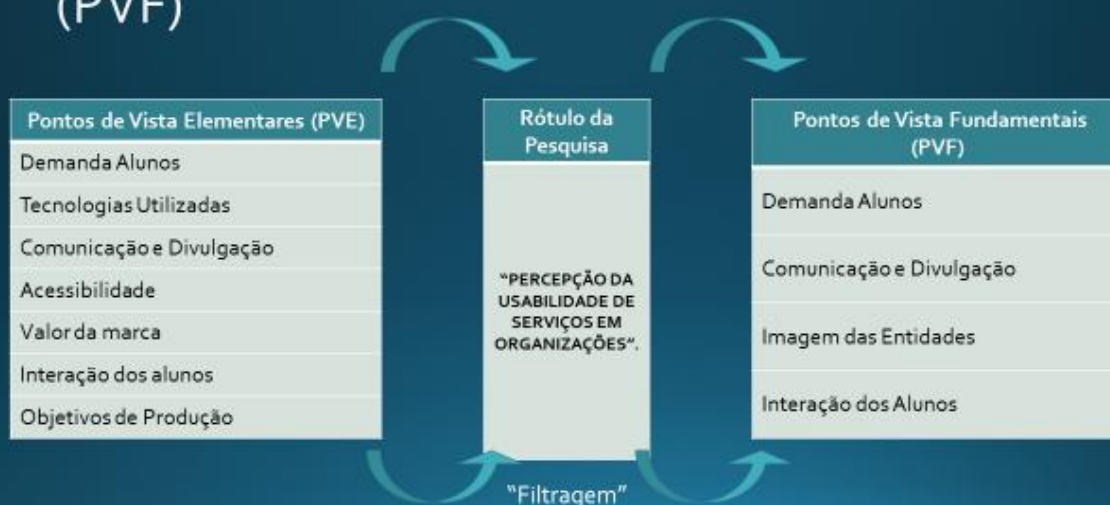 (PVF)
Pontos de Vista Elementares (PVE)
Demanda Alunos
Tecnologias Utilizadas
Comunicação e Divulgação
Acessibilidade
Valor da marca
Interação dos alunos
Objetivos de Produção
Rótulo da
Pesquisa
"PERCEPÇÃO DA
USABILIDADE DE
SERVIÇOS EM
ORGANIZAÇÕES".
"Filtragem"
Pontos de Vista Fundamentais
(PVF)
Demanda Alunos
Comunicação e Divulgação
Imagem das Entidades
Interação dos Alunos